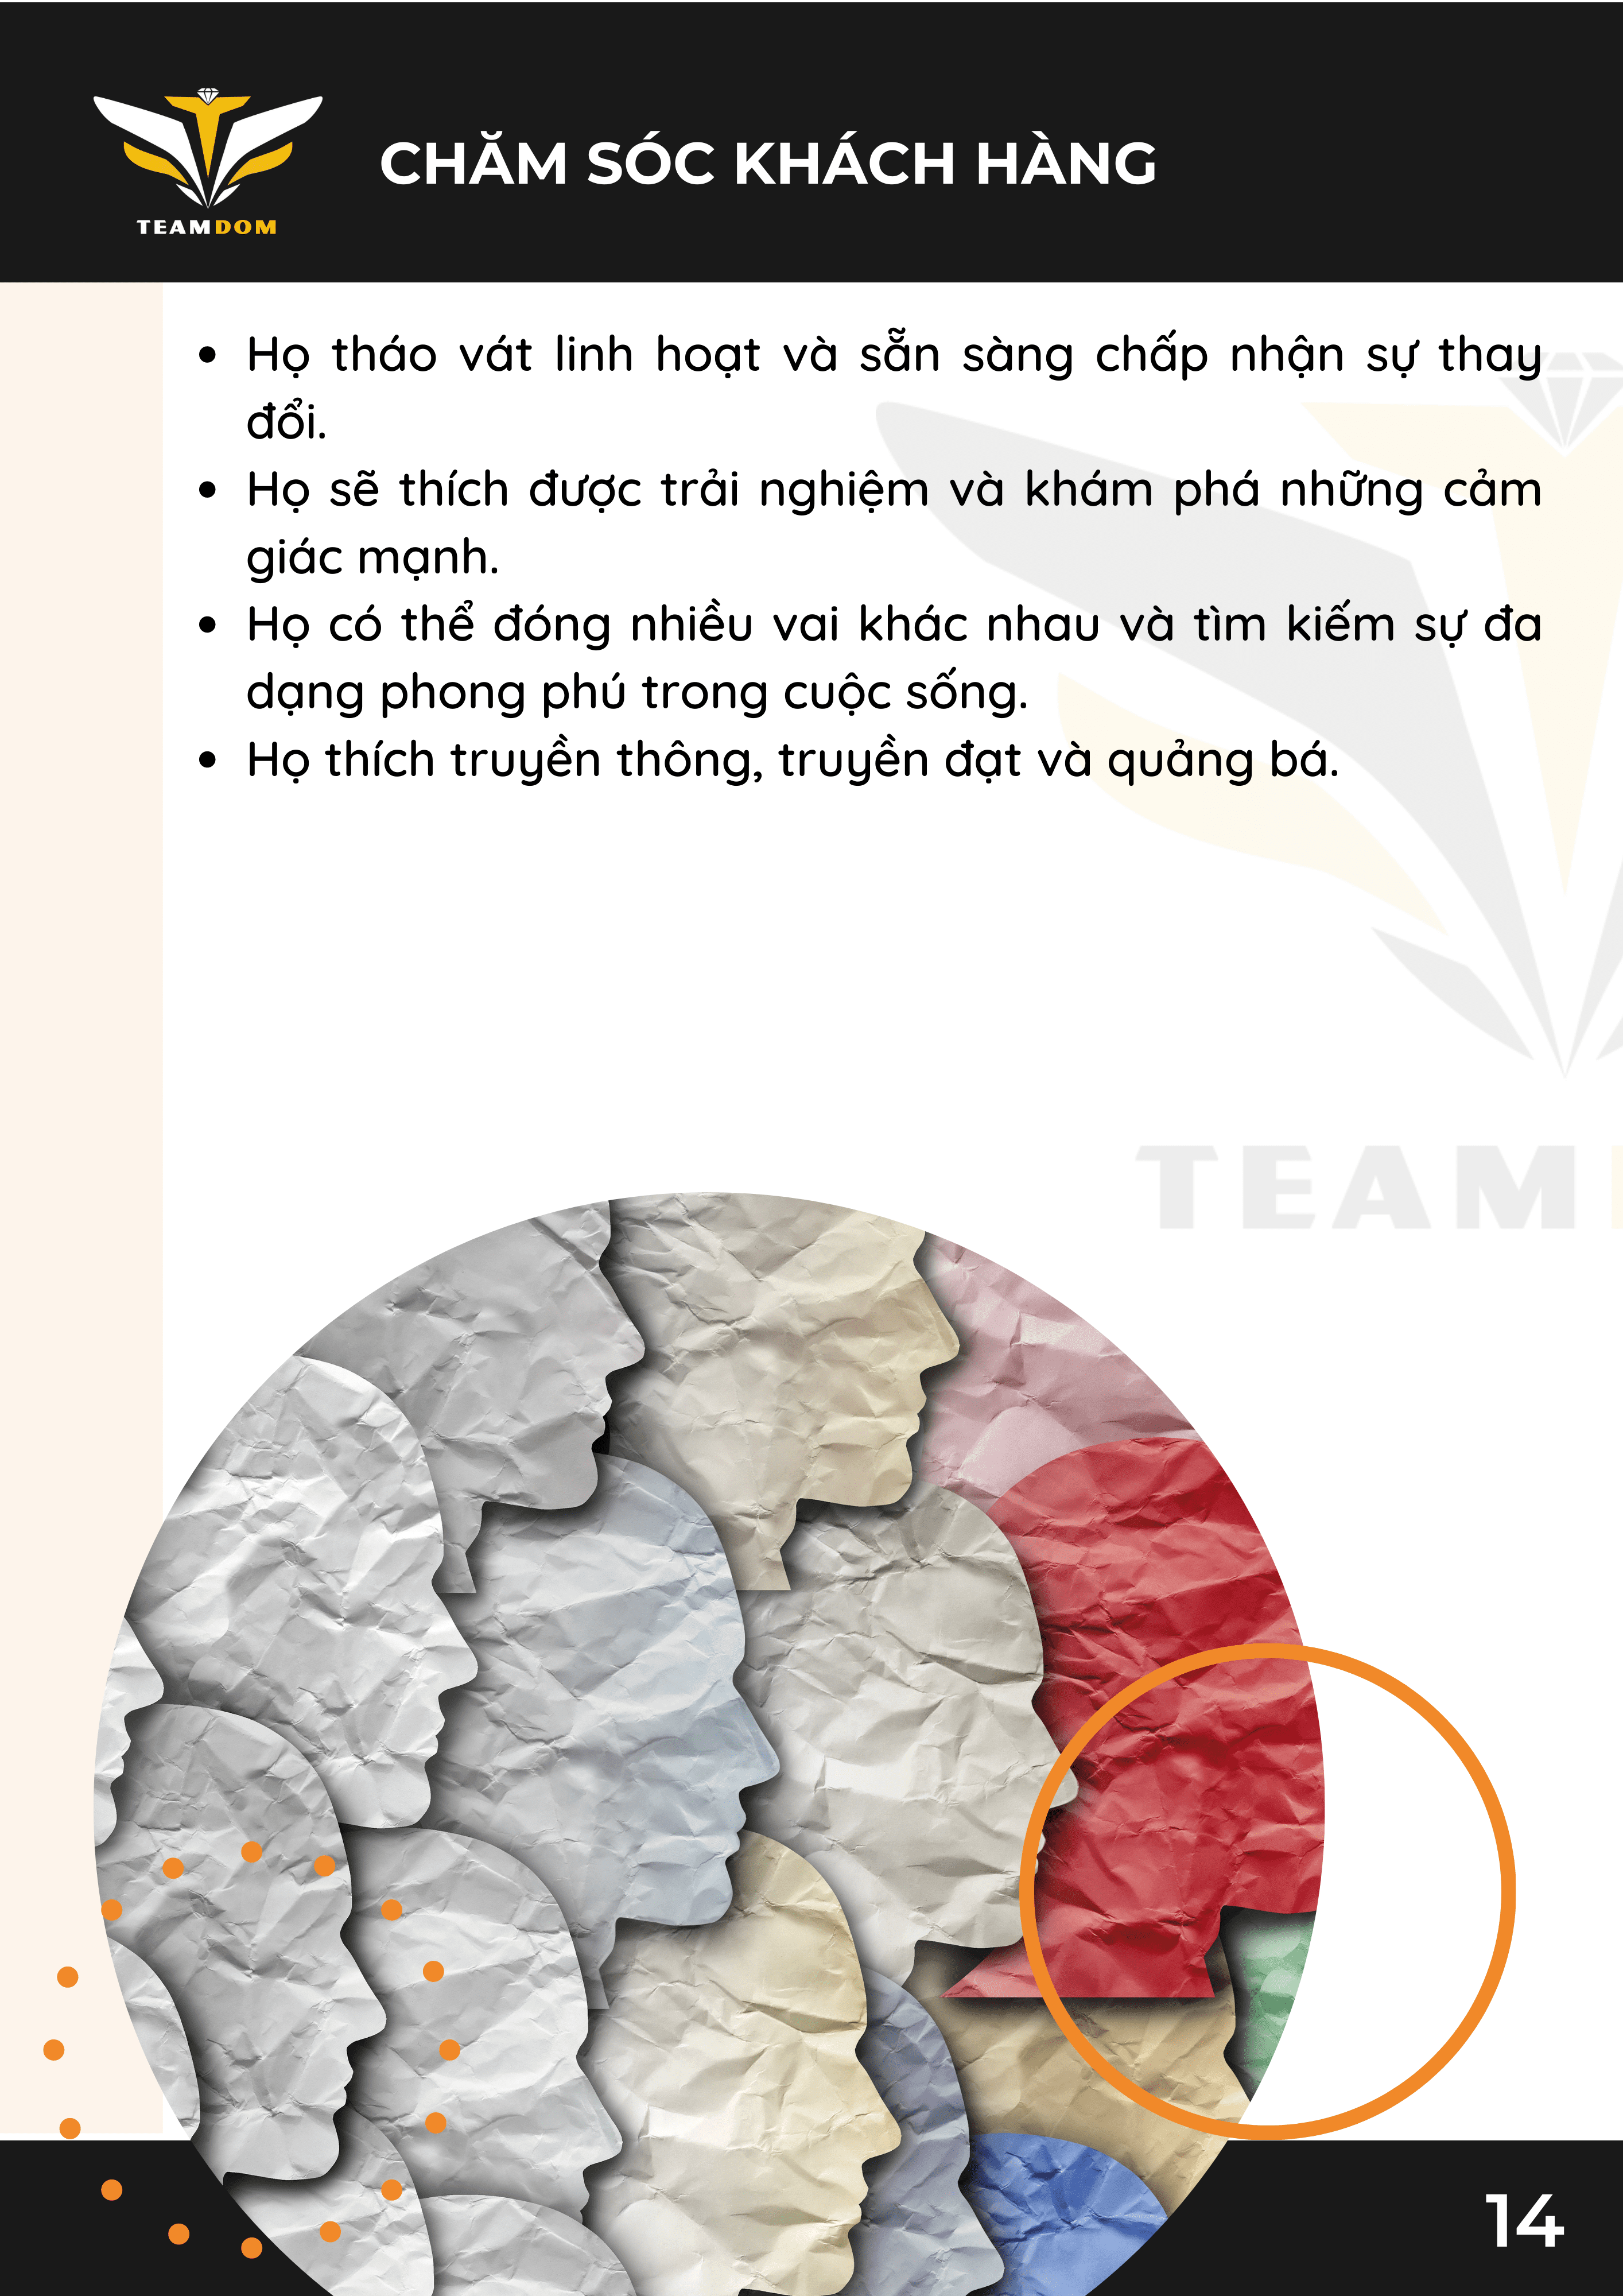 TEAMDOM
CHĂM SÓC KHÁCH HÀNG
• Họ tháo vát linh hoạt và sẵn sàng chấp nhận sự thay
đổi.
• Họ sẽ thích được trải nghiệm và khám phá những cảm
giác mạnh.
• Họ có thể đóng nhiều vai khác nhau và tìm kiếm sự đa
dạng phong phú trong cuộc sống.
• Họ thích truyền thông, truyền đạt và quảng bá.
TEAM
14